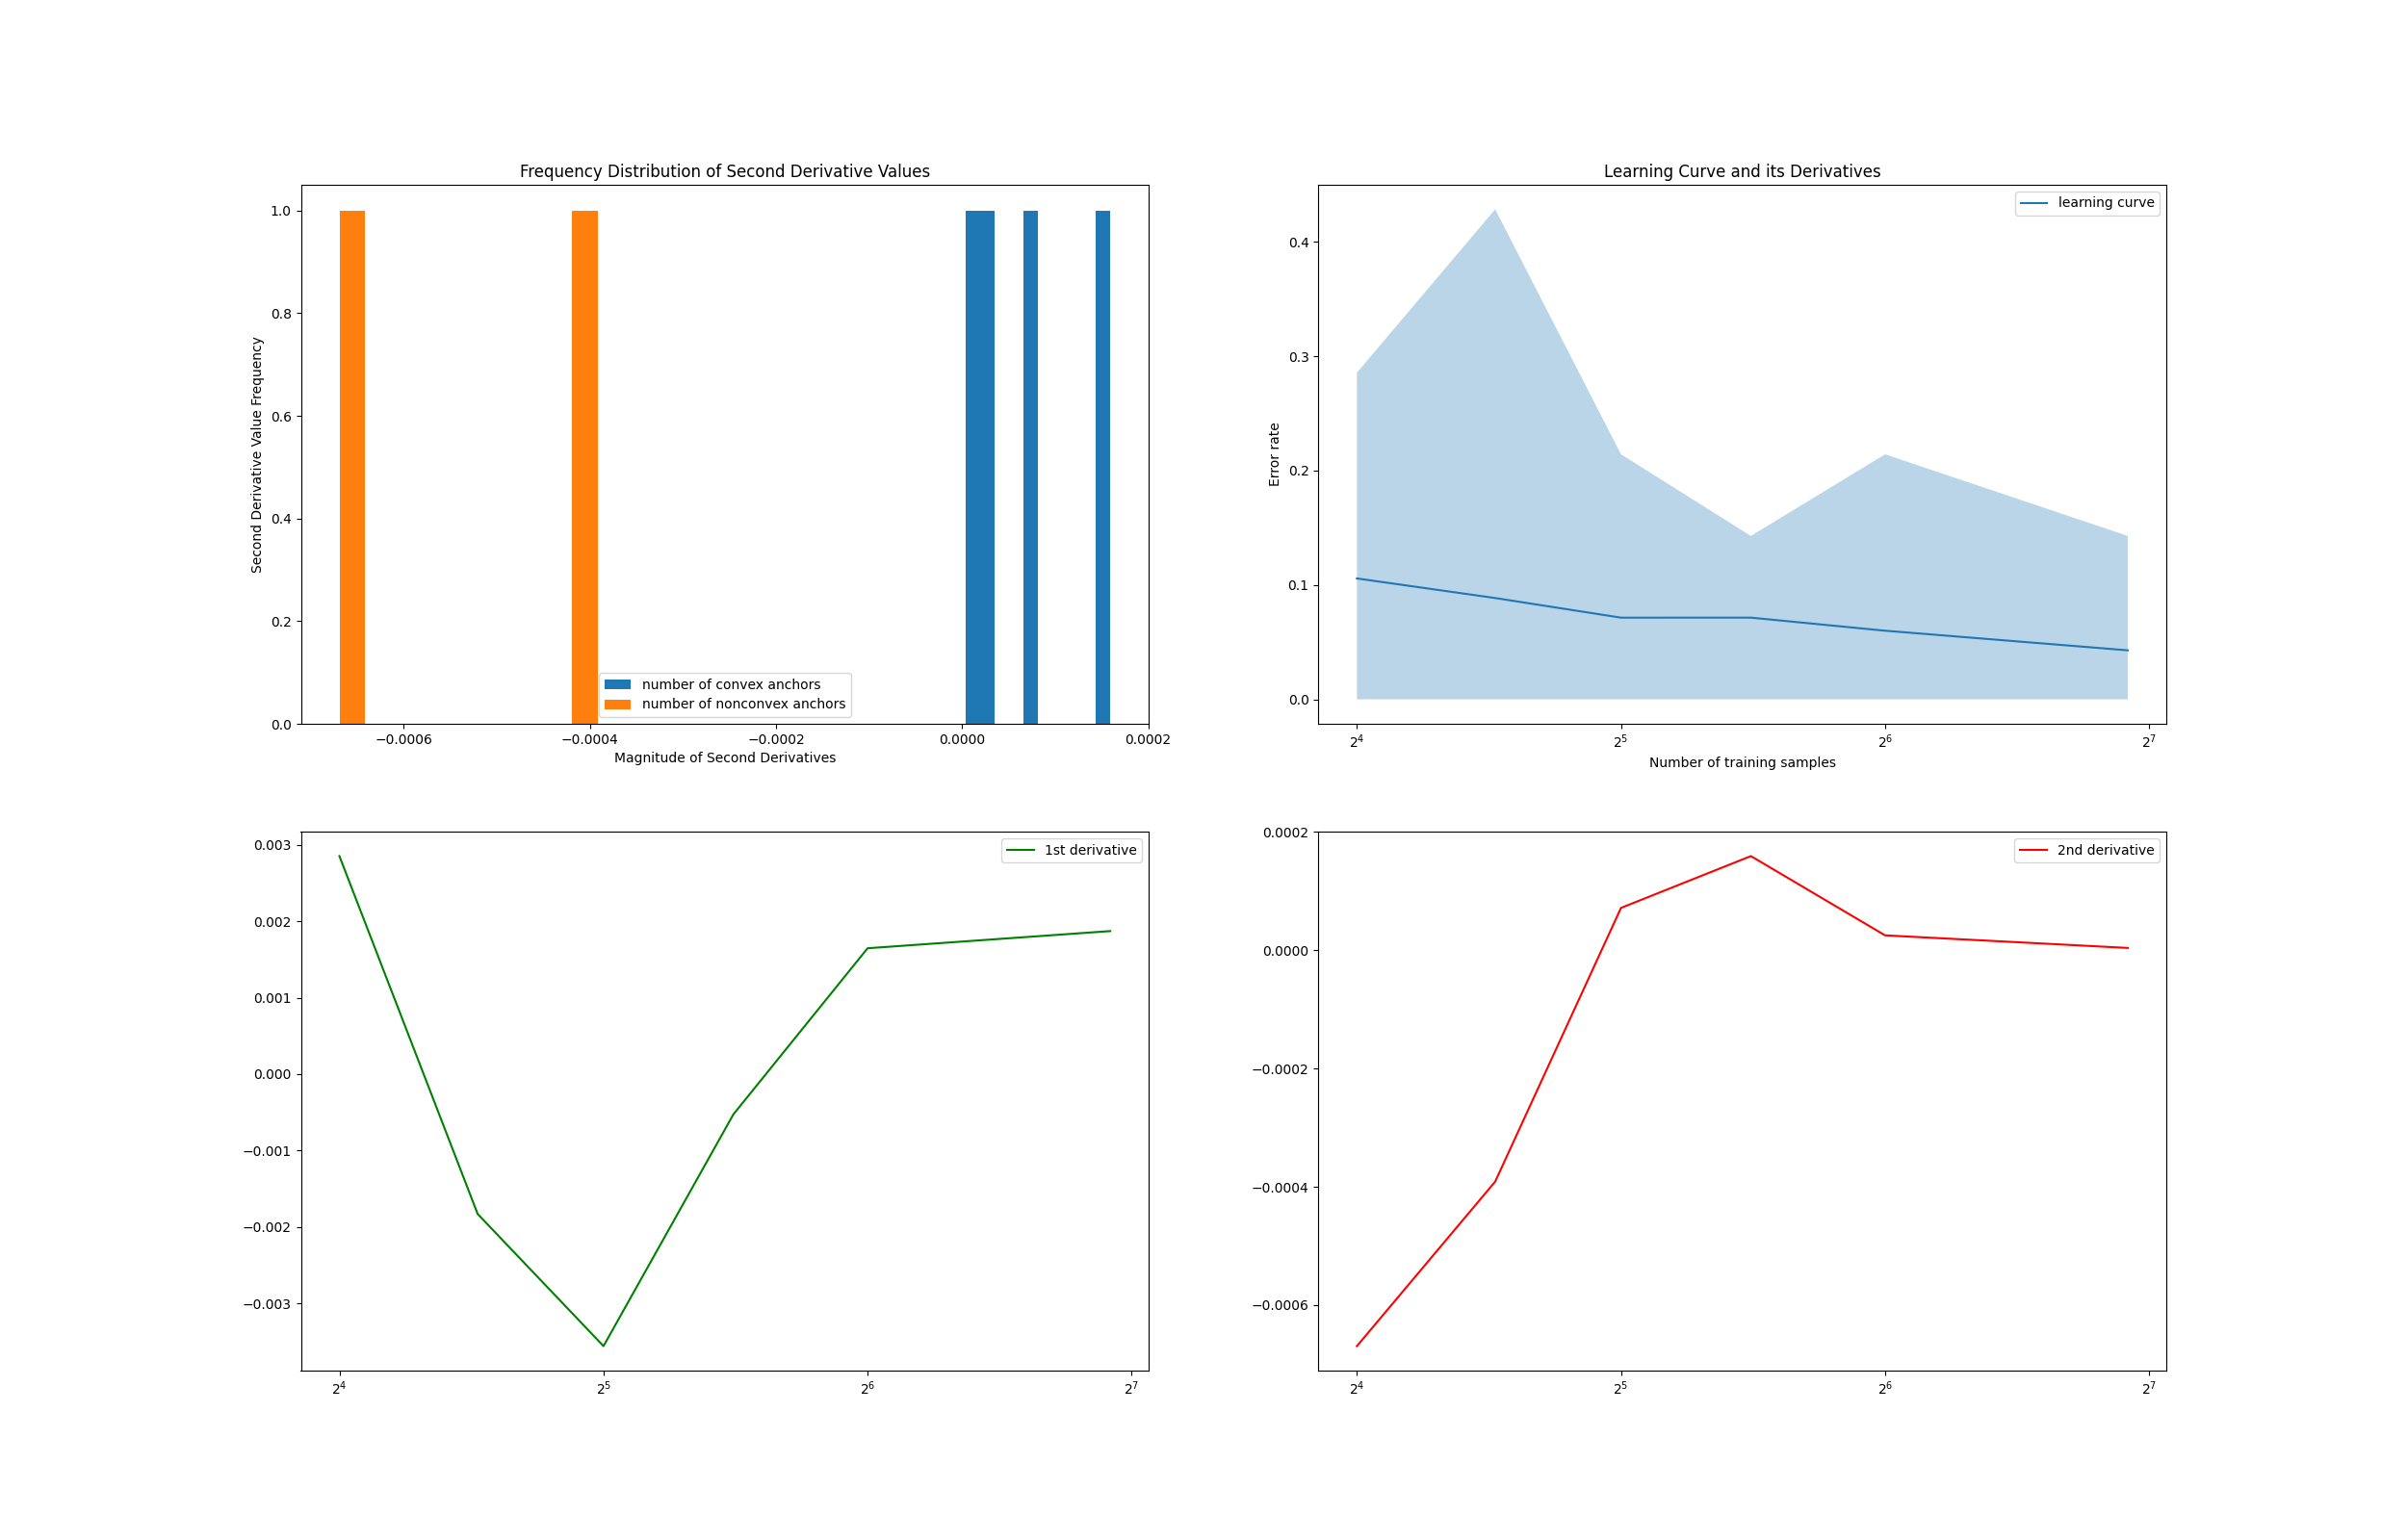 Frequency Distribution of Second Derivative Values
1.0
0.8
0.6
0.4
0.2
0.0
Second Derivative Value Frequency
number of convex anchors
number of nonconvex anchors
−0.0006 −0.0004 −0.0002 0.0000 0.0002
Magnitude of Second Derivatives
Learning Curve and its Derivatives
learning curve
0.4
0.3
0.2
0.1
0.0
Error rate
2⁴ 2⁵ 2⁶ 2⁷
Number of training samples
1st derivative
0.003
0.002
0.001
0.000
−0.001
−0.002
−0.003
2⁴ 2⁵ 2⁶ 2⁷
2nd derivative
0.0002
0.0000
−0.0002
−0.0004
−0.0006
2⁴ 2⁵ 2⁶ 2⁷